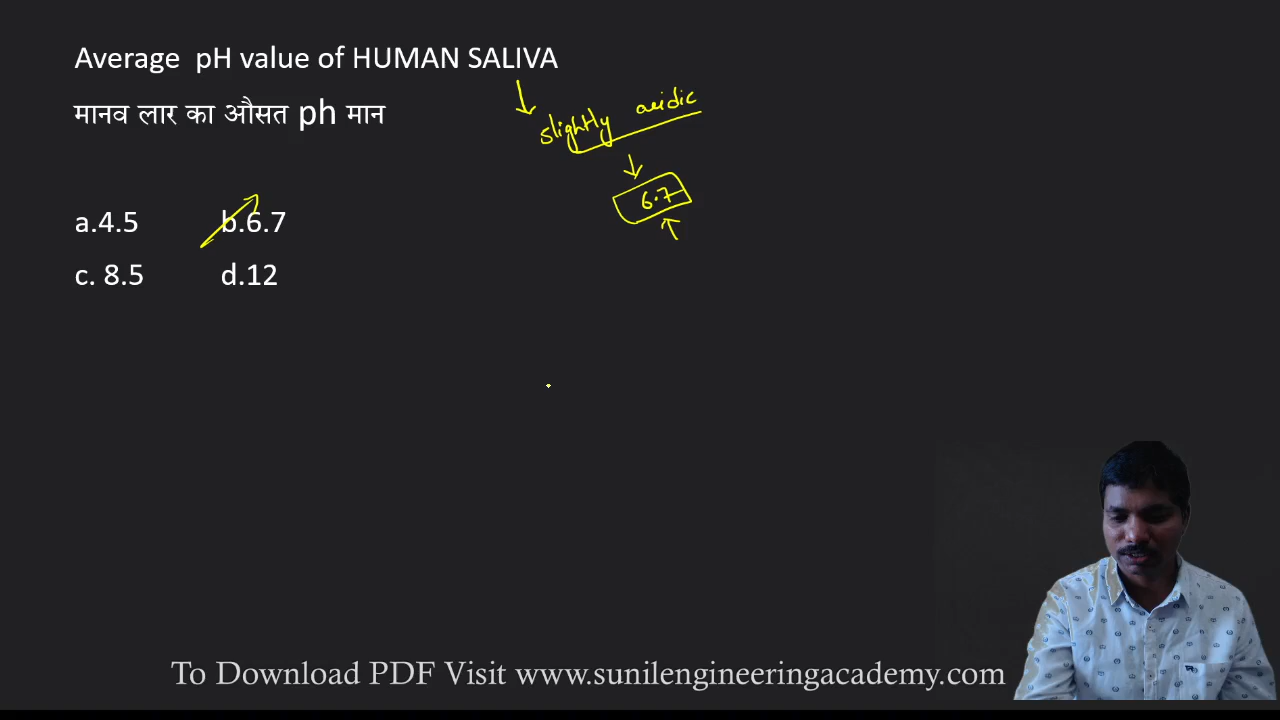 Average pH value of HUMAN SALIVA
मानव लार का औसत ph मान
slightly acidic
6.7
a.4.5 b.6.7
c. 8.5 d.12
To Download PDF Visit www.sunilengineeringacademy.com